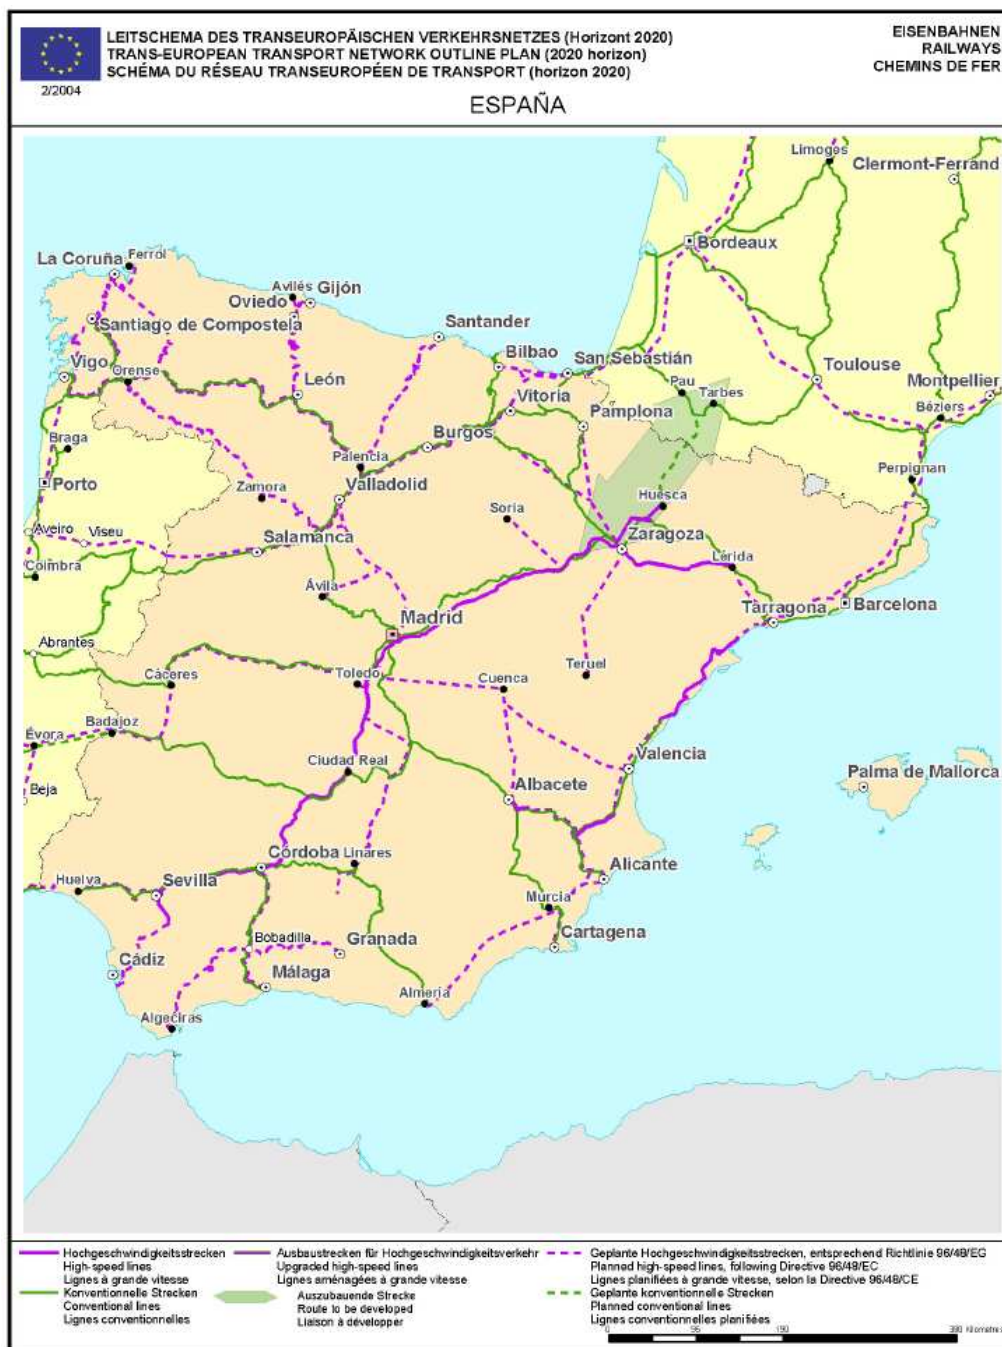 LEITSCHEMA DES TRANSEUROPÄISCHEN VERKEHRSNETZES (Horizont 2020)
TRANS-EUROPEAN TRANSPORT NETWORK OUTLINE PLAN (2020 horizon)
SCHÉMA DU RÉSEAU TRANSEUROPÉEN DE TRANSPORT (horizon 2020)
2/2004
EISENBAHNEN
RAILWAYS
CHEMINS DE FER
ESPAÑA
Limoges
Clermont-Ferrand
Bordeaux
La Coruña
Ferrol
Avilés
Gijón
Oviedo
Santiago de Compostela
Santander
Bilbao
San Sebastián
Toulouse
Vigo
Orense
León
Vitoria
Pau
Tarbes
Montpellier
Béziers
Pamplona
Burgos
Braga
Palencia
Perpignan
Porto
Zamora
Valladolid
Huesca
Soria
Aveiro
Viseu
Salamanca
Zaragoza
Lérida
Coimbra
Ávila
Madrid
Tarragona
Barcelona
Abrantes
Cáceres
Toledo
Cuenca
Teruel
Badajoz
Évora
Ciudad Real
Valencia
Palma de Mallorca
Beja
Albacete
Córdoba
Linares
Alicante
Huelva
Sevilla
Murcia
Cartagena
Bobadilla
Granada
Cádiz
Málaga
Almería
Algeciras
Hochgeschwindigkeitsstrecken
High-speed lines
Lignes à grande vitesse
Konventionnelle Strecken
Conventional lines
Lignes conventionnelles
Ausbaustrecken für Hochgeschwindigkeitsverkehr
Upgraded high-speed lines
Lignes aménagées à grande vitesse
Auszubauende Strecke
Route to be developed
Liaison à développer
Geplante Hochgeschwindigkeitsstrecken, entsprechend Richtlinie 96/48/EG
Planned high-speed lines, following Directive 96/48/EC
Lignes planifiées à grande vitesse, selon la Directive 96/48/CE
Geplante konventionelle Strecken
Planned conventional lines
Lignes conventionnelles planifiées
0 95 190 380